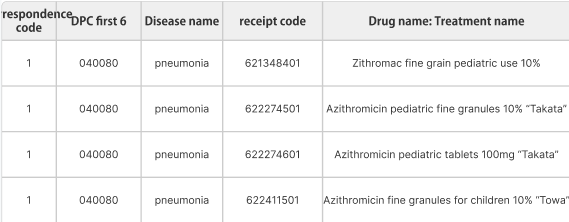 respondence code DPC first 6 Disease name receipt code Drug name: Treatment name
1 040080 pneumonia 621348401 Zithromac fine grain pediatric use 10%
1 040080 pneumonia 622274501 Azithromicin pediatric fine granules 10% “Takata”
1 040080 pneumonia 622274601 Azithromicin pediatric tablets 100mg “Takata”
1 040080 pneumonia 622411501 Azithromicin fine granules for children 10% “Towa”